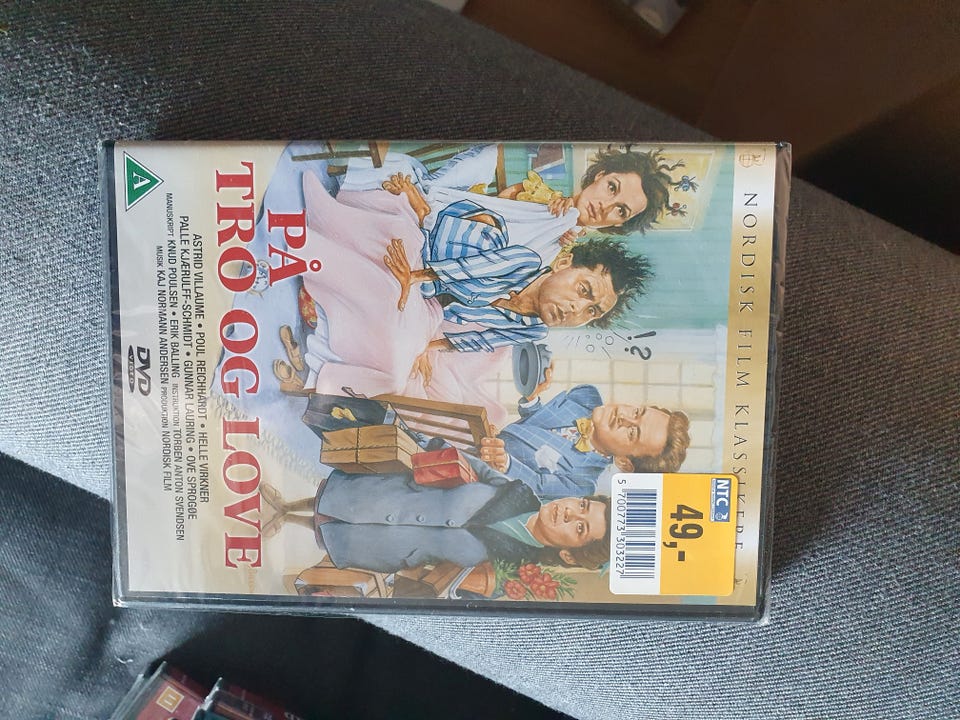 NORDISK FILM KLASSIKERE
NTC
49,-
5 700773 303227
!?
PÅ
TRO OG LOVE
ASTRID VILLAUME • POUL REICHHARDT • HELLE VIRKNER
PALLE KJÆRULFF-SCHMIDT • GUNNAR LAURING • OVE SPROGØE
MANUSKRIPT KNUD POULSEN • ERIK BALLING INSTRUKTION TORBEN ANTON SVENDSEN
MUSIK KAJ NORMANN ANDERSEN PRODUKTION NORDISK FILM
A
DVD
VIDEO